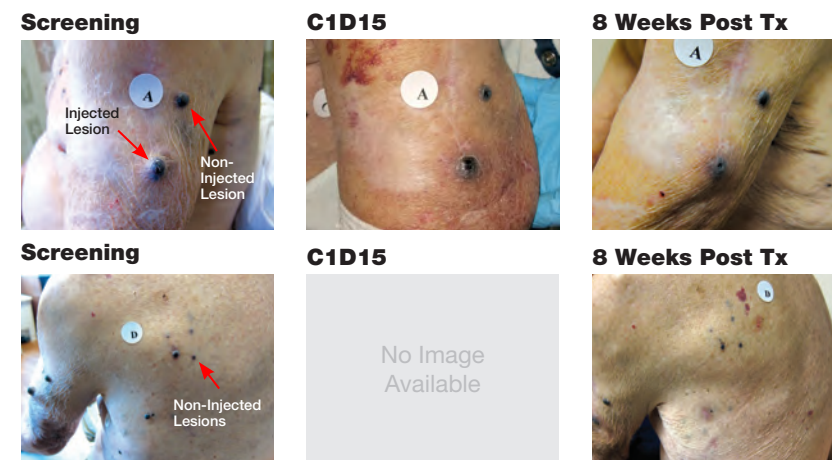 Screening
C1D15
8 Weeks Post Tx
A
Injected
Lesion
Non-
Injected
Lesion
A
A
Screening
C1D15
8 Weeks Post Tx
D
Non-Injected
Lesions
No Image
Available
D